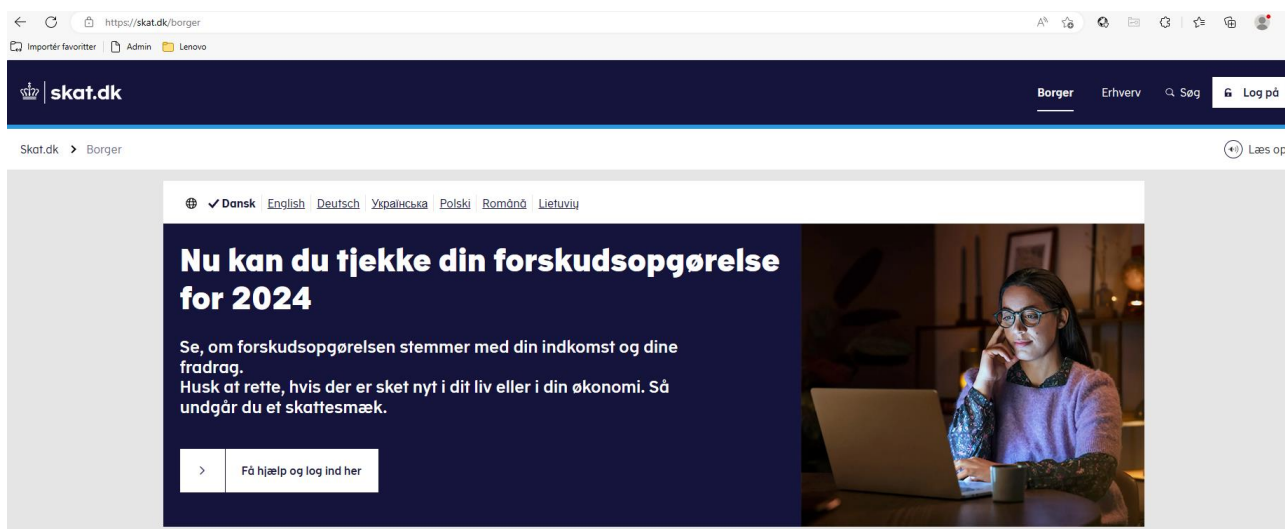 https://skat.dk/borger
Importér favoritter
Admin
Lenovo
skat.dk
Borger
Erhverv
Søg
Log på
Skat.dk > Borger
Læs op
Dansk English Deutsch Українська Polski Română Lietuvių
Nu kan du tjekke din forskudsopgørelse
for 2024
Se, om forskudsopgørelsen stemmer med din indkomst og dine
fradrag.
Husk at rette, hvis der er sket nyt i dit liv eller i din økonomi. Så
undgår du et skattesmæk.
Få hjælp og log ind her